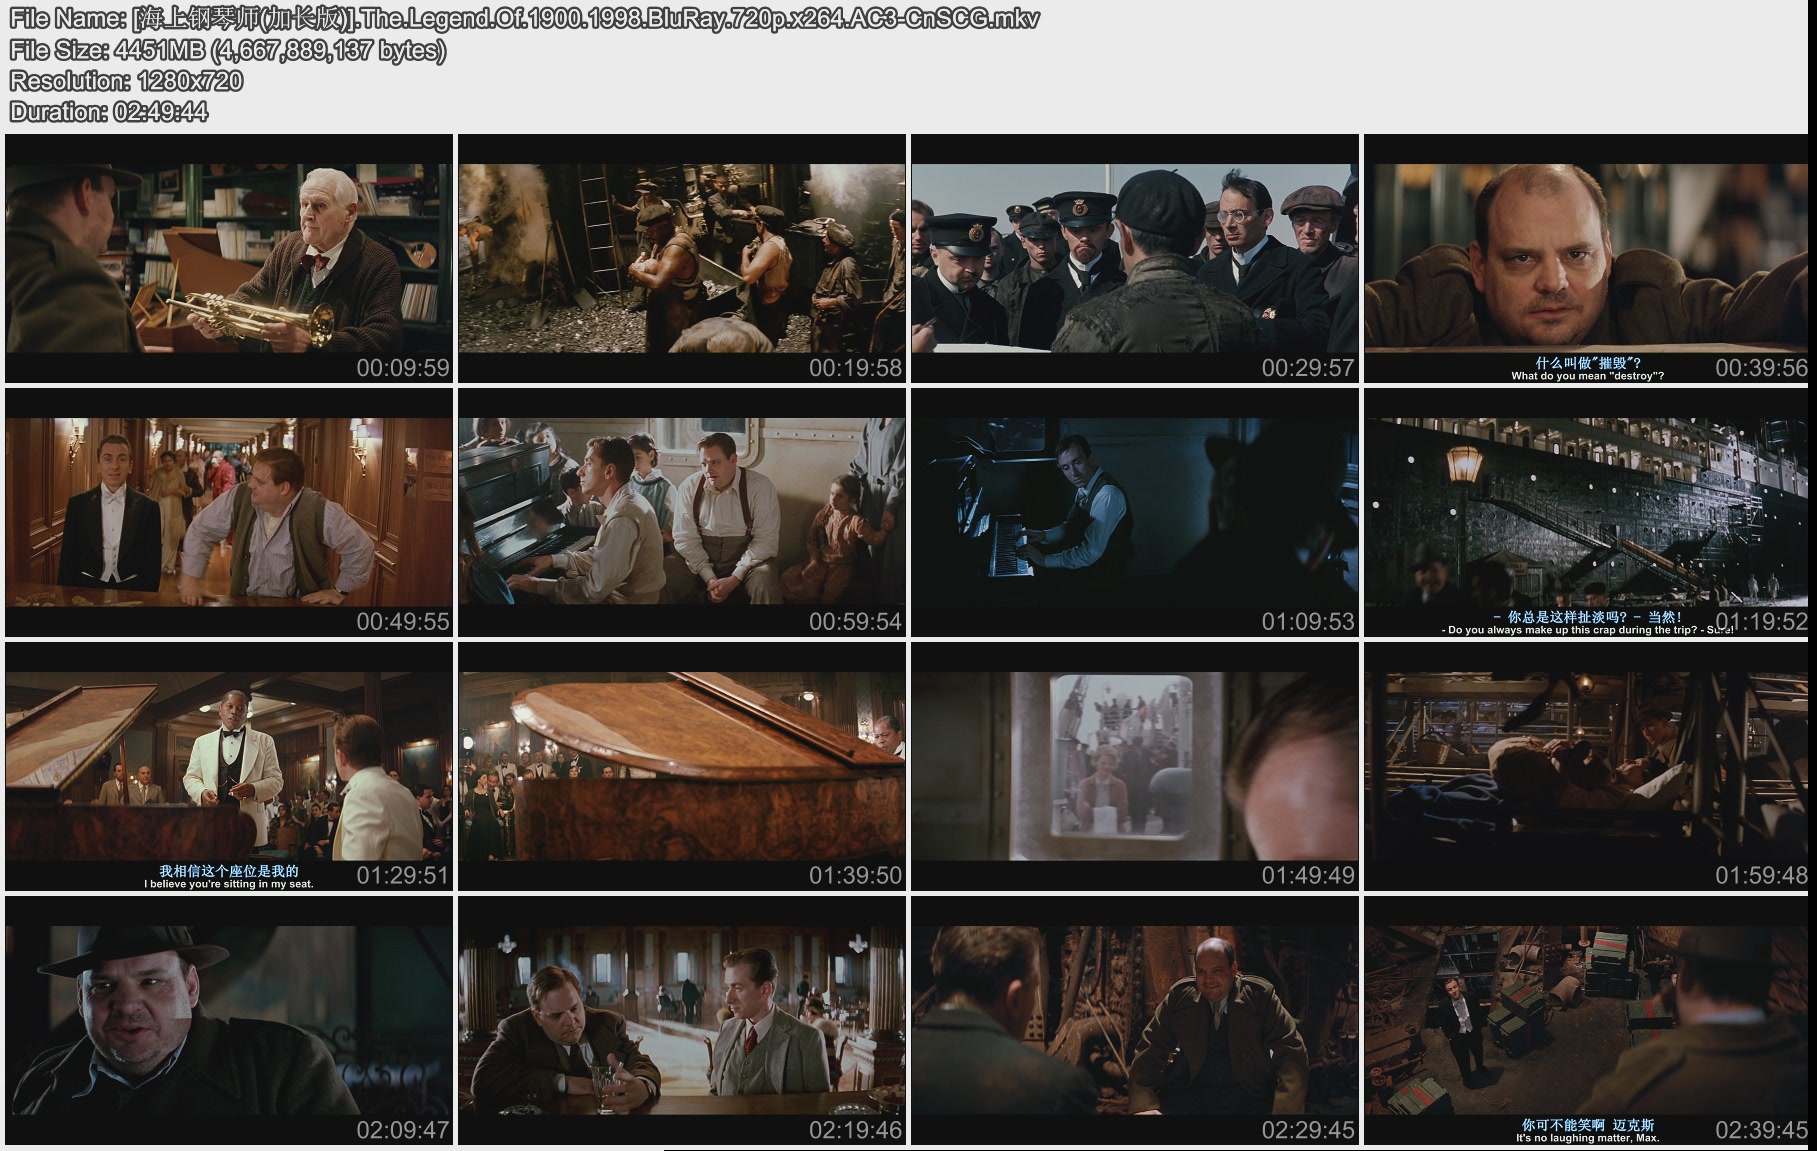 File Name: [海上钢琴师(加长版)].The.Legend.Of.1900.1998.BluRay.720p.x264.AC3-CnSCG.mkv
File Size: 4451MB (4,667,889,137 bytes)
Resolution: 1280x720
Duration: 02:49:44
00:09:59
00:19:58
00:29:57
什么叫做"摧毁"?
What do you mean "destroy"?
00:39:56
00:49:55
00:59:54
01:09:53
- 你总是这样扯淡吗? - 当然!
- Do you always make up this crap during the trip? - Sure!
01:19:52
我相信这个座位是我的
I believe you're sitting in my seat.
01:29:51
01:39:50
01:49:49
01:59:48
02:09:47
02:19:46
02:29:45
你可不能笑啊 迈克斯
It's no laughing matter, Max.
02:39:45